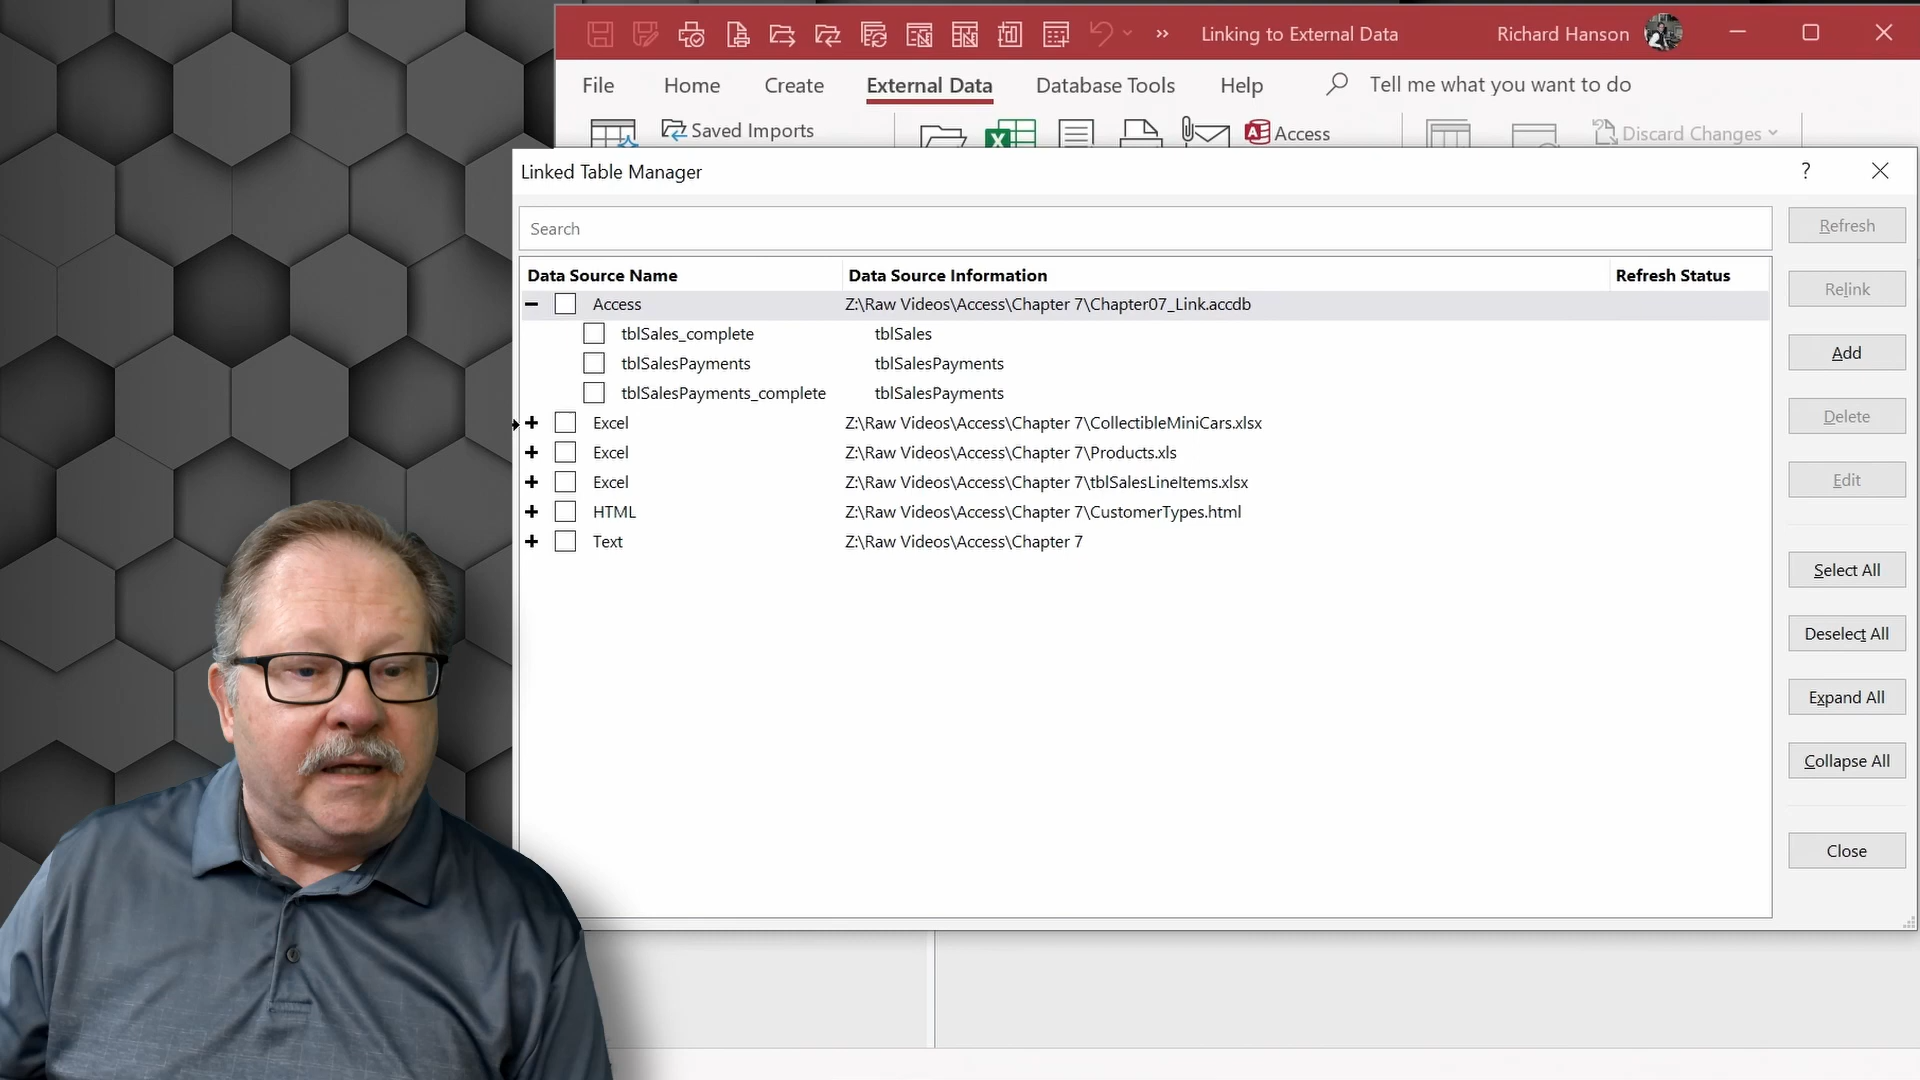 Linking to External Data
Richard Hanson
File
Home
Create
External Data
Database Tools
Help
Tell me what you want to do
Saved Imports
Access
Discard Changes
Linked Table Manager
?
Search
Refresh
Data Source Name
Data Source Information
Refresh Status
Access
Z:\Raw Videos\Access\Chapter 7\Chapter07_Link.accdb
Relink
tblSales_complete
tblSales
tblSalesPayments
tblSalesPayments
Add
tblSalesPayments_complete
tblSalesPayments
Excel
Z:\Raw Videos\Access\Chapter 7\CollectibleMiniCars.xlsx
Delete
Excel
Z:\Raw Videos\Access\Chapter 7\Products.xls
Excel
Z:\Raw Videos\Access\Chapter 7\tblSalesLineItems.xlsx
Edit
HTML
Z:\Raw Videos\Access\Chapter 7\CustomerTypes.html
Text
Z:\Raw Videos\Access\Chapter 7
Select All
Deselect All
Expand All
Collapse All
Close